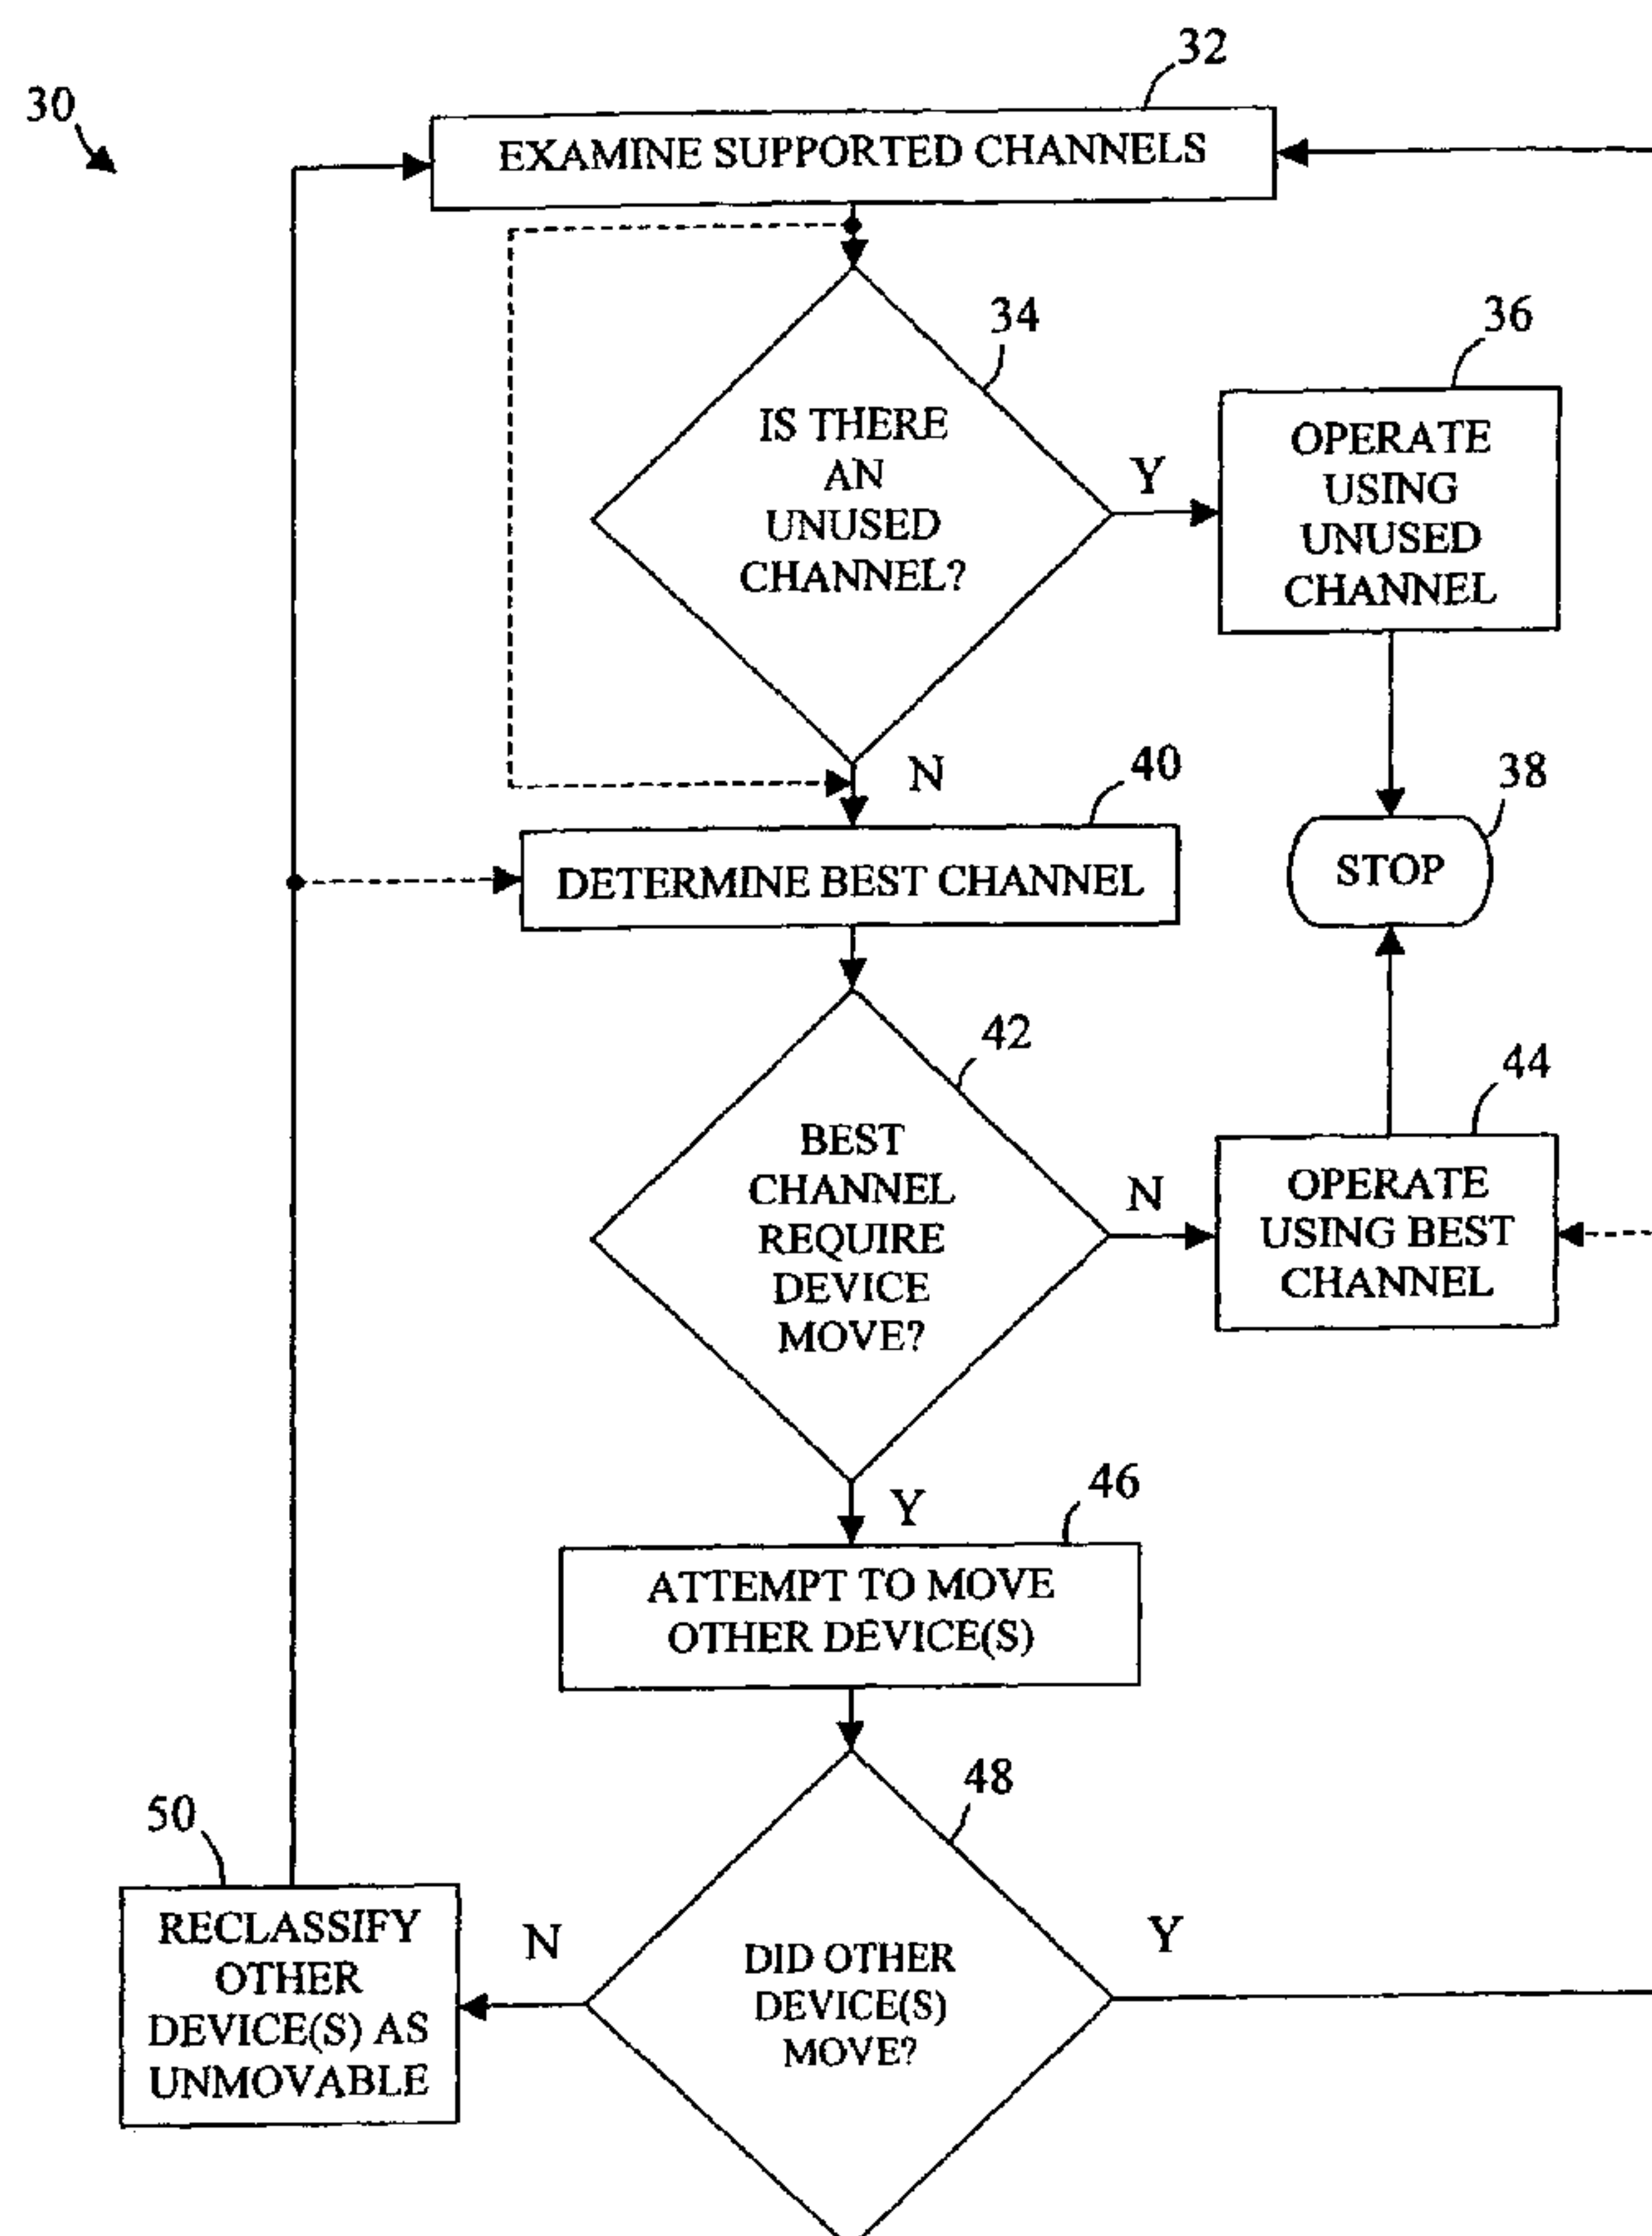 32
30
EXAMINE SUPPORTED CHANNELS
34
36
IS THERE
AN
UNUSED
CHANNEL?
Y
OPERATE
USING
UNUSED
CHANNEL
N
40
38
DETERMINE BEST CHANNEL
STOP
42
44
BEST
CHANNEL
REQUIRE
DEVICE
MOVE?
N
OPERATE
USING BEST
CHANNEL
46
Y
ATTEMPT TO MOVE
OTHER DEVICE(S)
48
50
RECLASSIFY
OTHER
DEVICE(S) AS
UNMOVABLE
N
DID OTHER
DEVICE(S)
MOVE?
Y